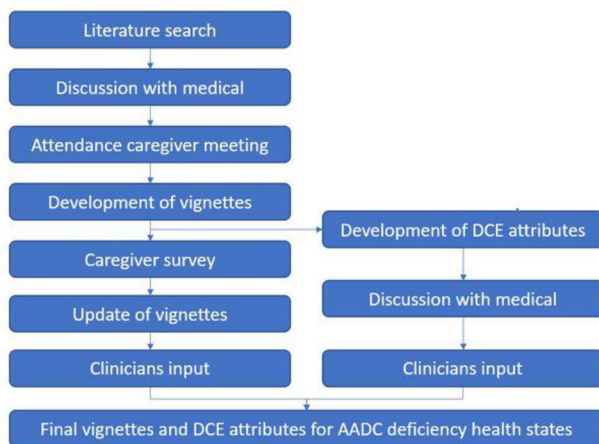 Literature search
Discussion with medical
Attendance caregiver meeting
Development of vignettes
Development of DCE attributes
Caregiver survey
Discussion with medical
Update of vignettes
Clinicians input
Clinicians input
Final vignettes and DCE attributes for AADC deficiency health states